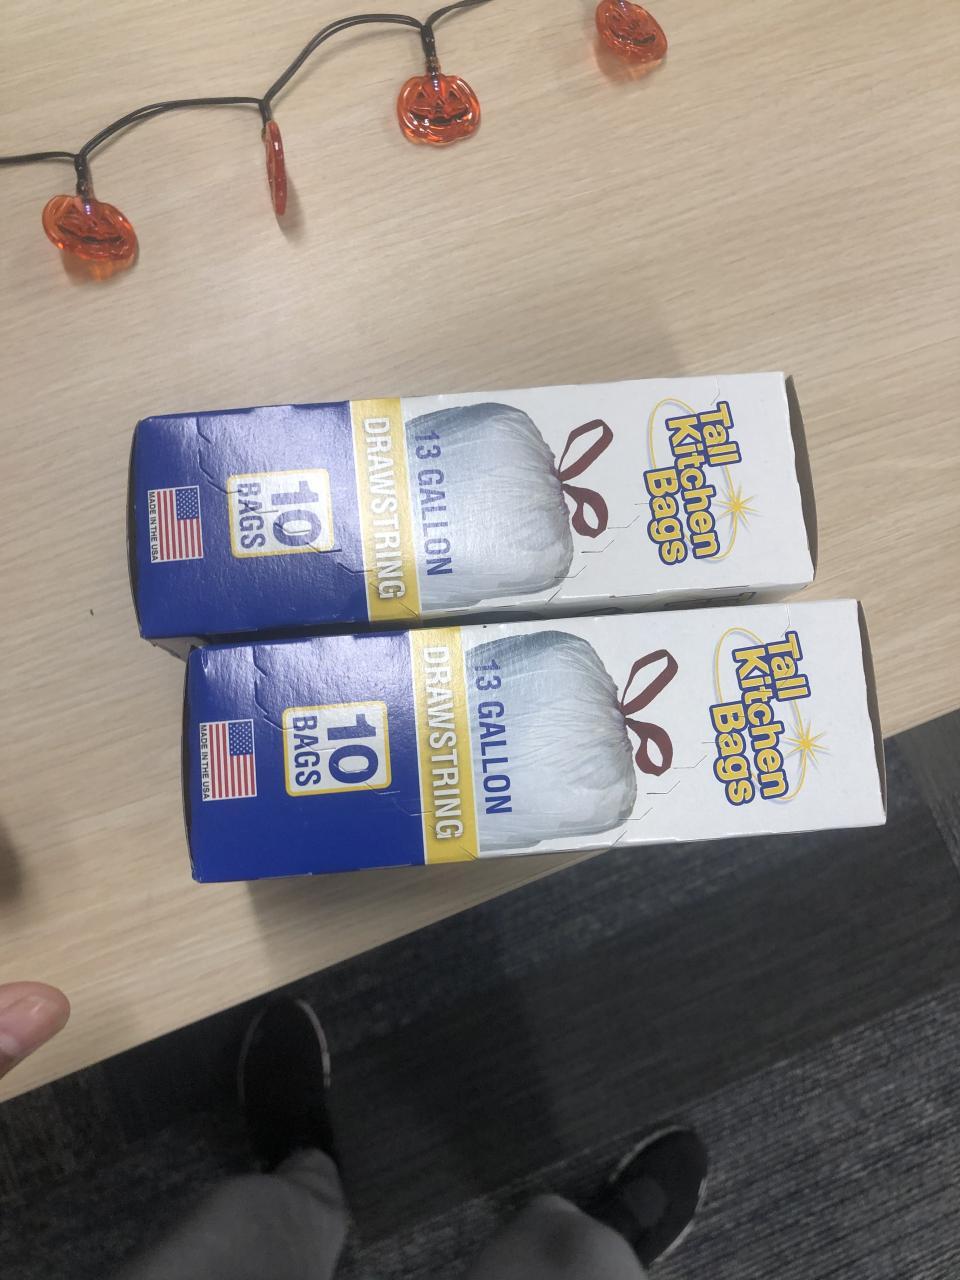 Tall
Kitchen
Bags
13 GALLON
DRAWSTRING
10
BAGS
MADE IN THE USA
Tall
Kitchen
Bags
13 GALLON
DRAWSTRING
10
BAGS
MADE IN THE USA